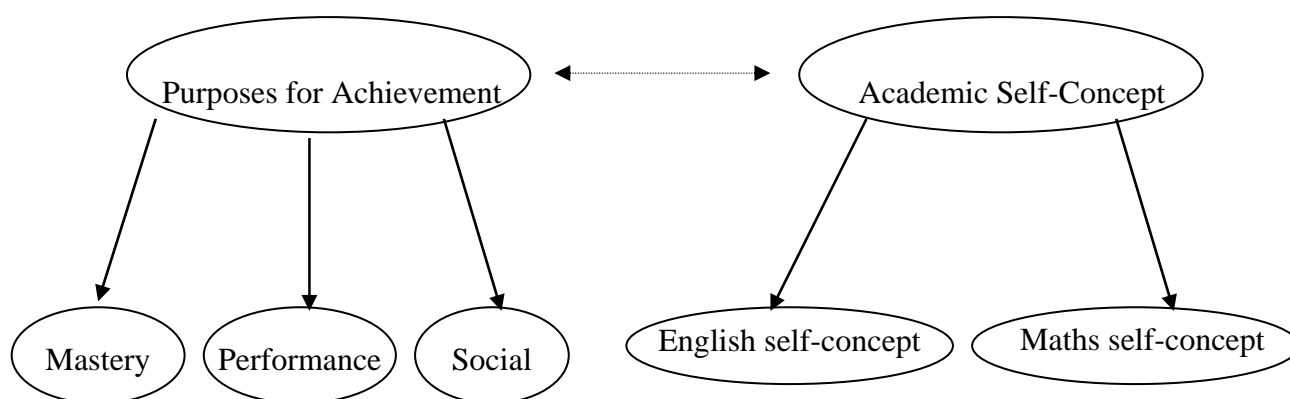 Purposes for Achievement
Academic Self-Concept
Mastery
Performance
Social
English self-concept
Maths self-concept